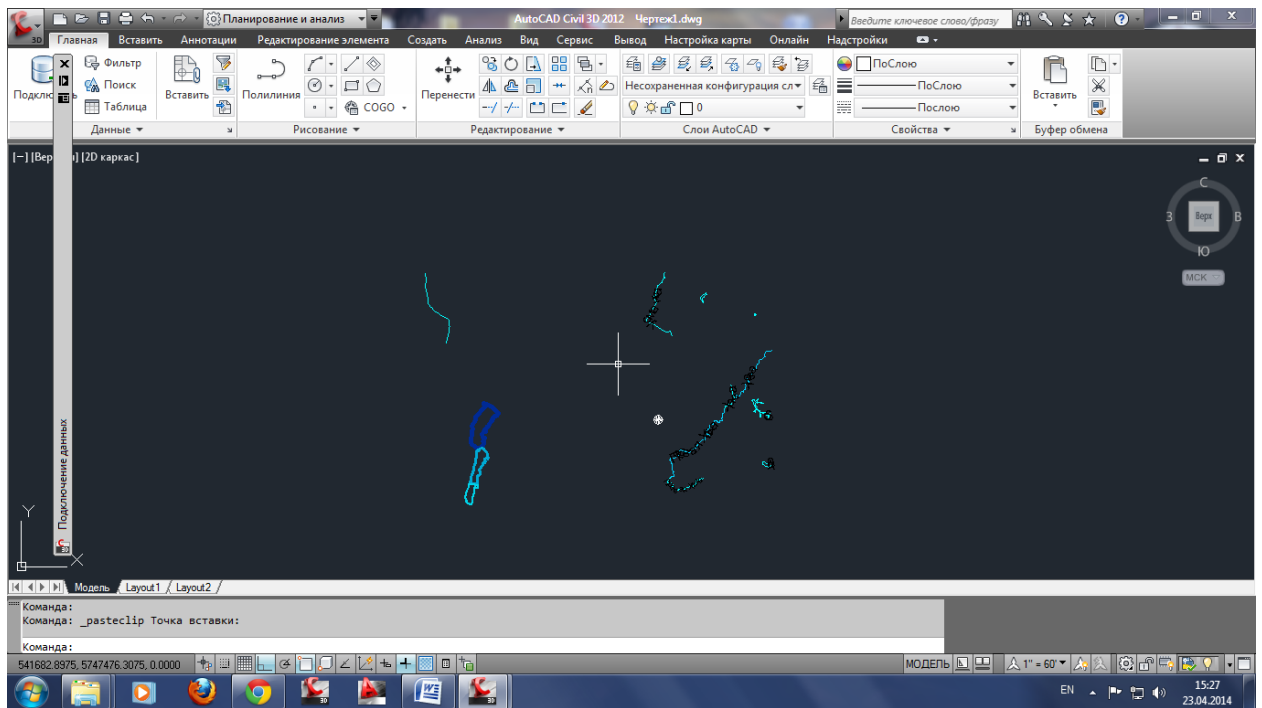 Планирование и анализ
AutoCAD Civil 3D 2012 Чертеж1.dwg
Введите ключевое слово/фразу
3D Главная Вставить Аннотации Редактирование элемента Создать Анализ Вид Сервис Вывод Настройка карты Онлайн Надстройки
Фильтр
Поиск
Таблица
Вставить
Полилиния
COGO
Перенести
Несохраненная конфигурация сл
0
ПоСлою
ПоСлою
Послою
Вставить
Данные
Рисование
Редактирование
Слои AutoCAD
Свойства
Буфер обмена
[2D каркас]
С
З Верх В
Ю
МСК
Подключение данных
Y
X
Модель Layout1 Layout2
Команда:
Команда: _pasteclip Точка вставки:
Команда:
541682.8975, 5747476.3075, 0.0000
МОДЕЛЬ
1" = 60'
EN
15:27
23.04.2014